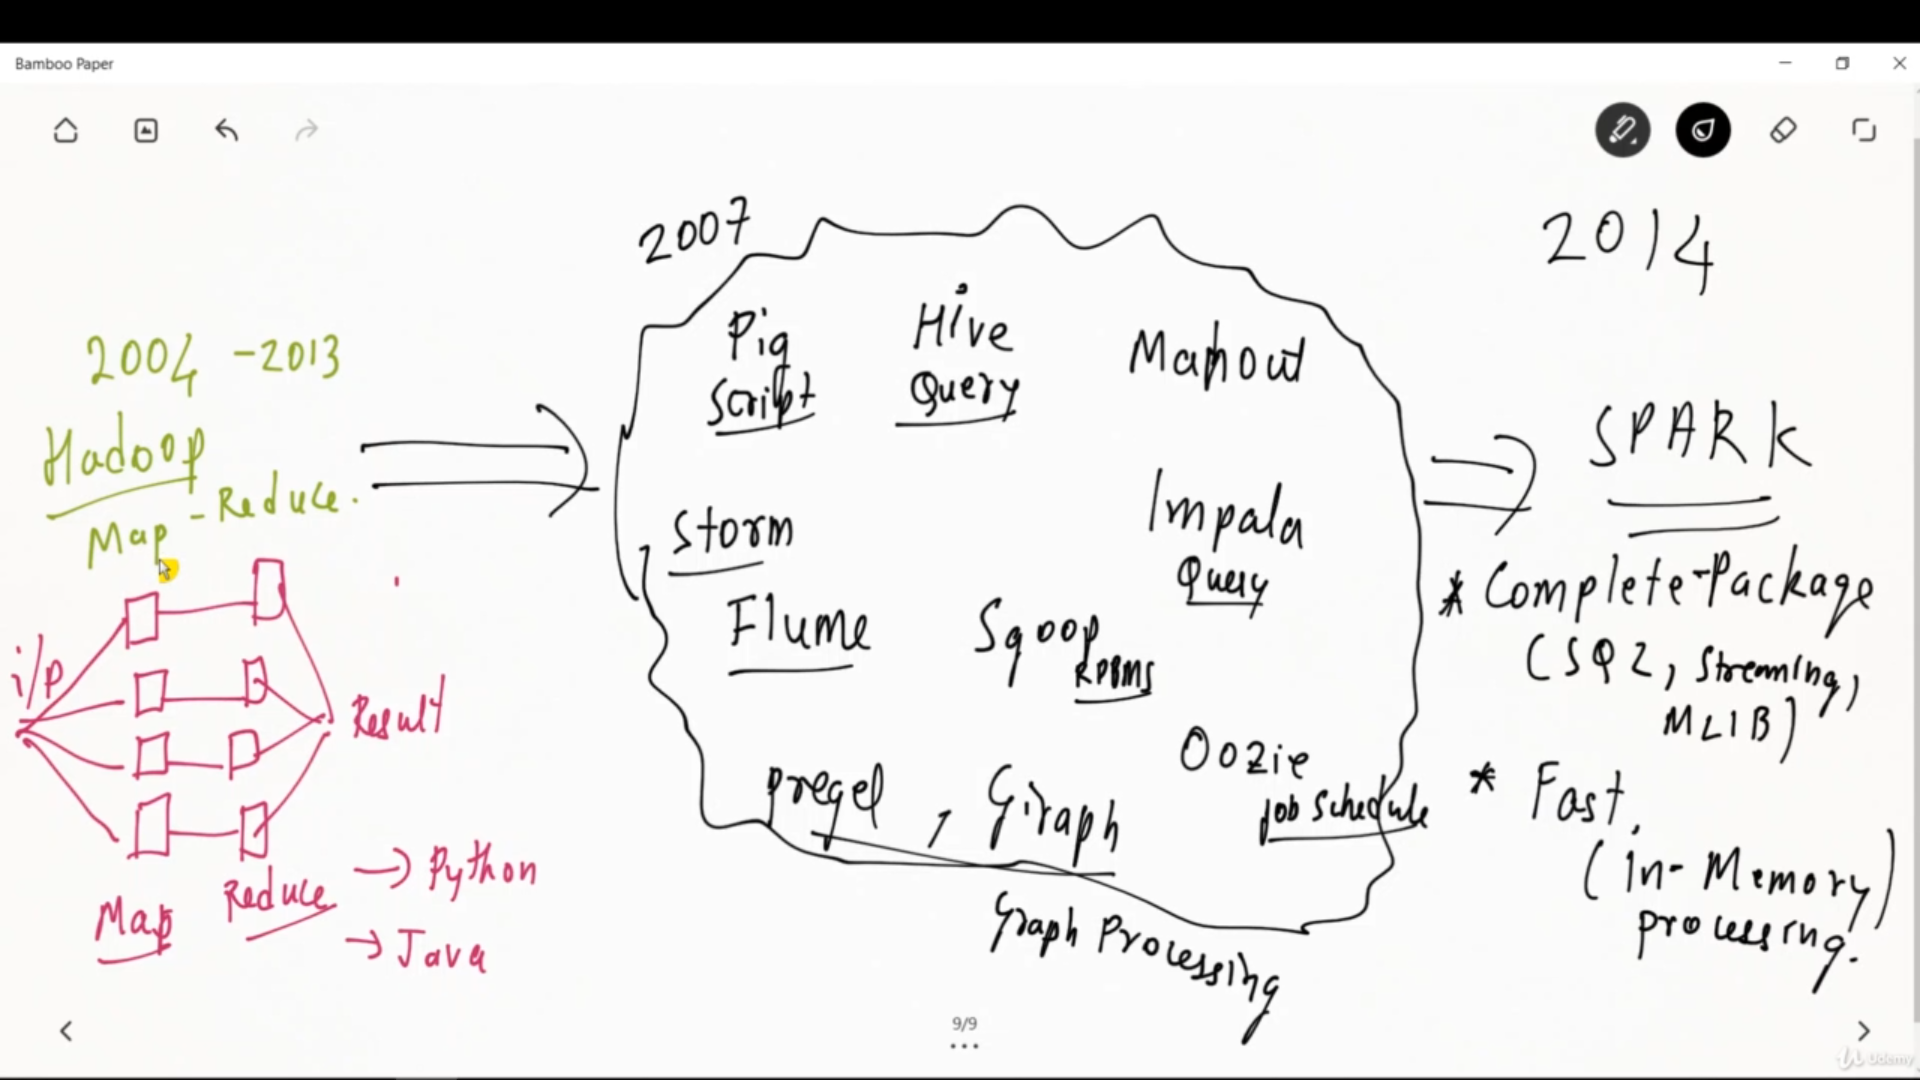 Bamboo Paper
2004 - 2013
Hadoop
Map - Reduce.
i/p
Result
Map
Reduce
→ Python
→ Java
2007
Pig
Script
Hive
Query
Mahout
Storm
Impala
Query
Flume
Sqoop
RDBMS
Oozie
Job Schedule
Pregel , Giraph
Graph Processing
2014
SPARK
* Complete-Package
(SQL, Streaming,
MLIB)
* Fast.
(In-Memory
processing.)
9/9
Udemy